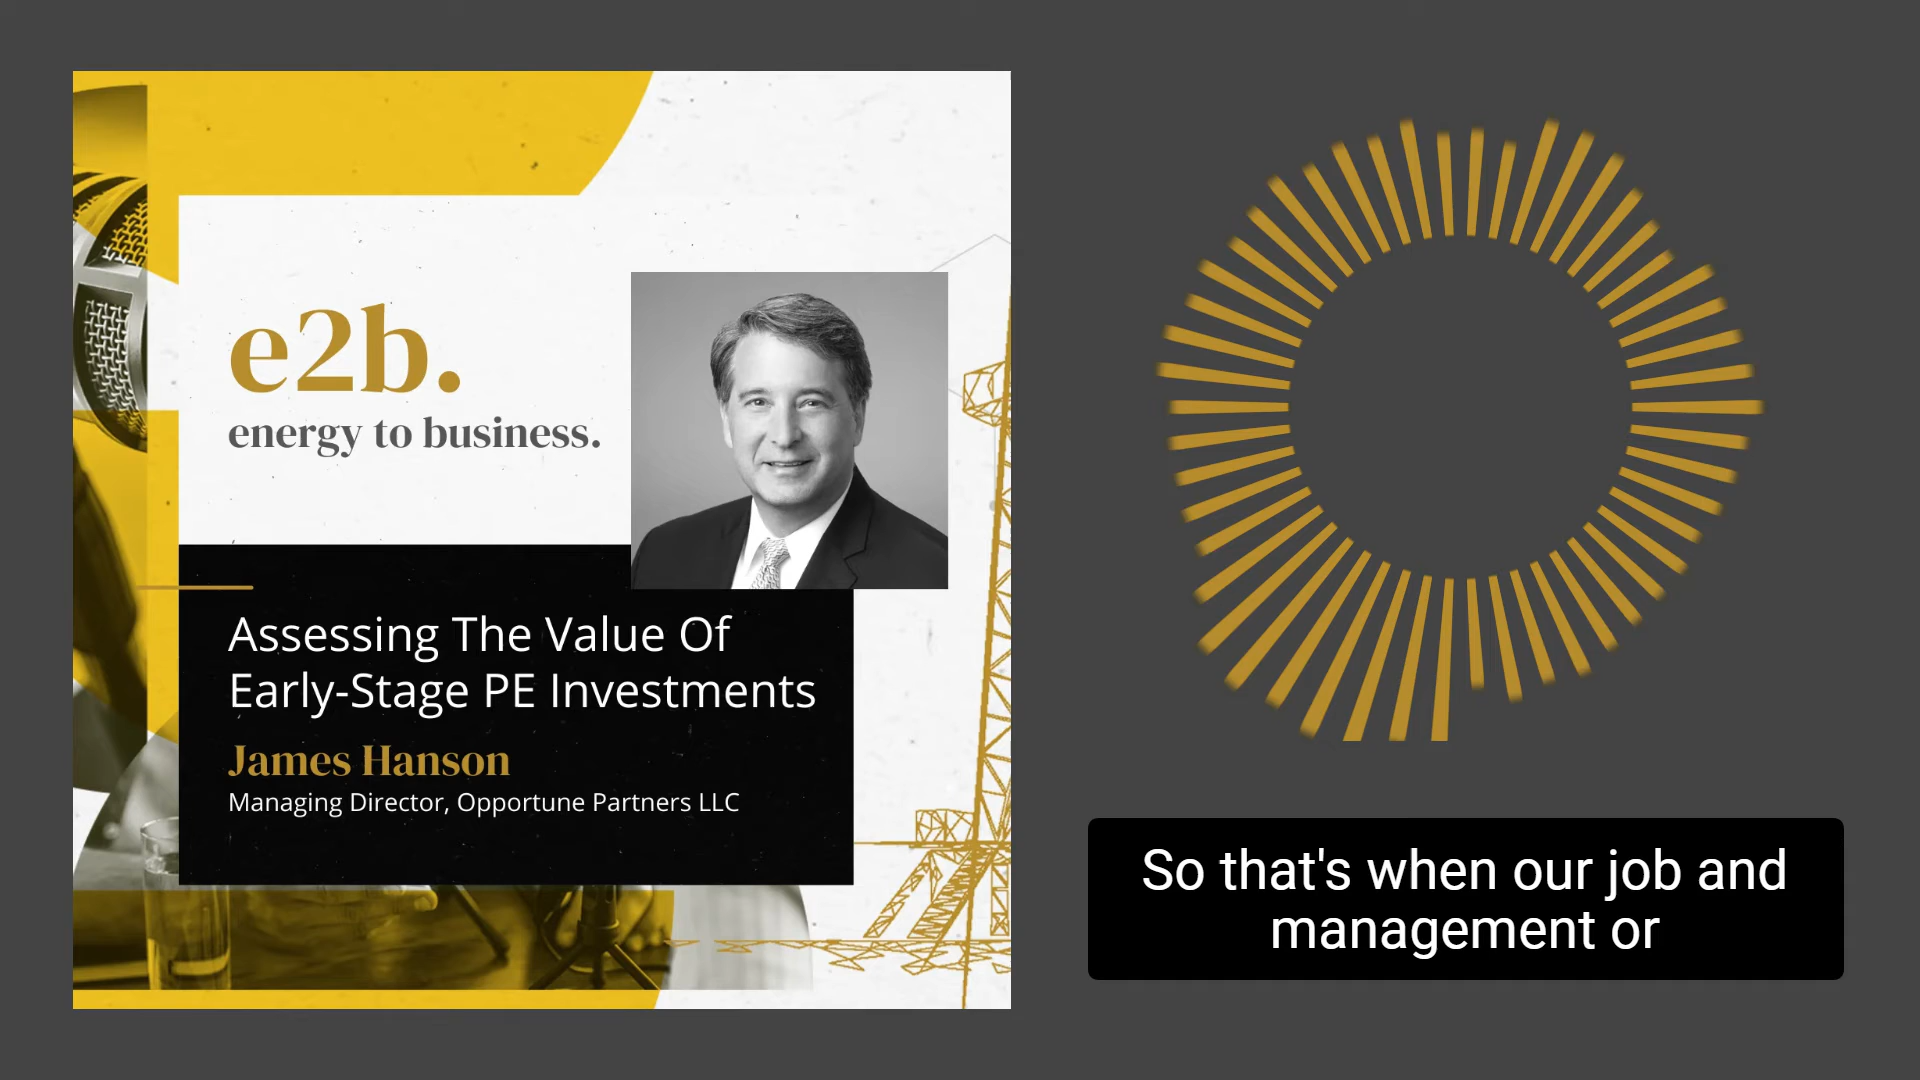 e2b.
energy to business.
Assessing The Value Of
Early-Stage PE Investments
James Hanson
Managing Director, Opportune Partners LLC
So that's when our job and
management or